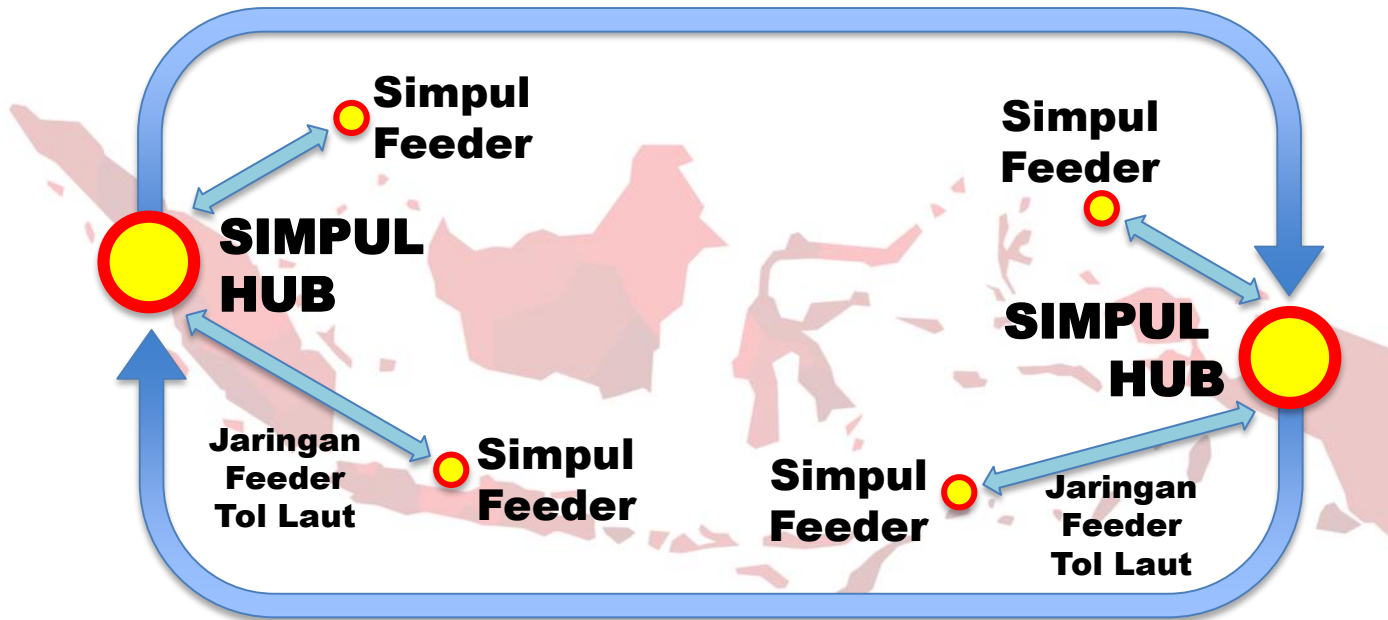 Simpul
Feeder
Simpul
Feeder
SIMPUL
HUB
SIMPUL
HUB
Jaringan
Feeder
Tol Laut
Simpul
Feeder
Simpul
Feeder
Jaringan
Feeder
Tol Laut